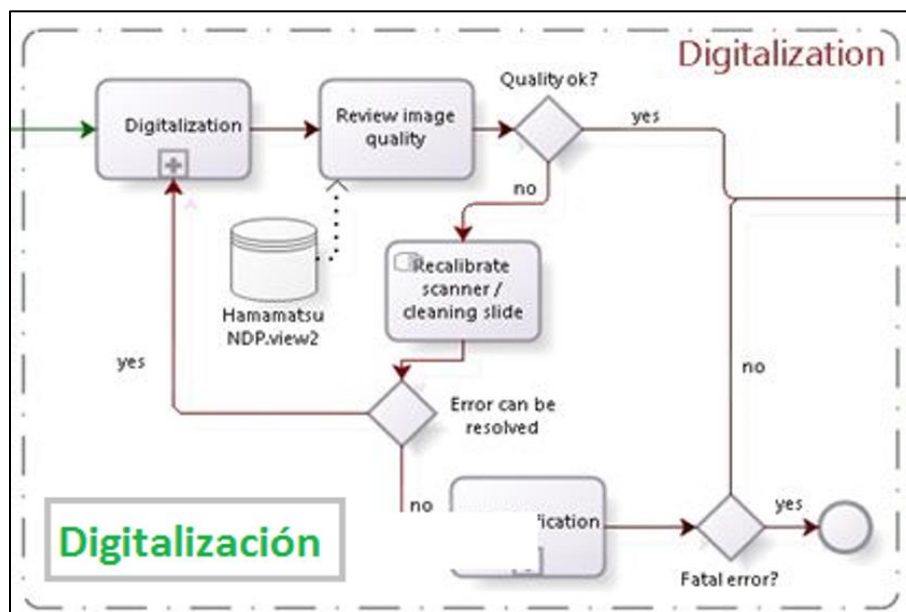 Digitalization
Quality ok?
Digitalization
Review image
quality
yes
no
Recalibrate
scanner /
cleaning slide
Hamamatsu
NDP.view2
yes
Error can be
resolved
no
no
yes
Fatal error?
Digitalización